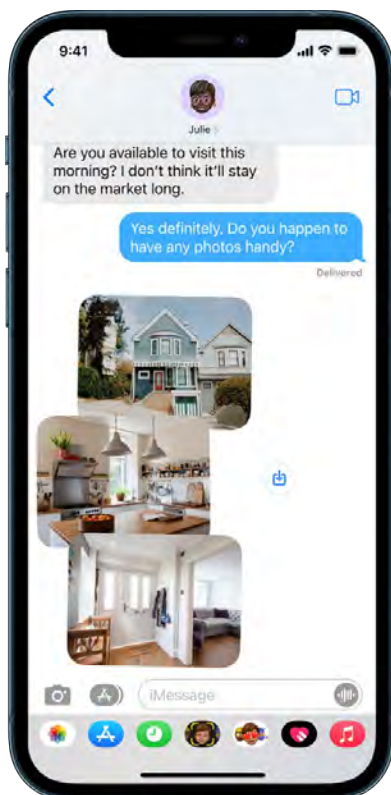 9:41
Julie
Are you available to visit this
morning? I don't think it'll stay
on the market long.
Yes definitely. Do you happen to
have any photos handy?
Delivered
iMessage